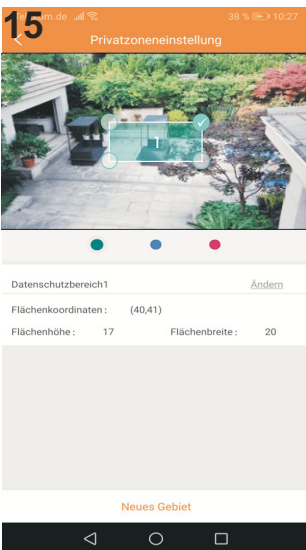 15
38 % 10:27
Privatzoneneinstellung
1
Datenschutzbereich1 Ändern
Flächenkoordinaten : (40,41)
Flächenhöhe : 17 Flächenbreite : 20
Neues Gebiet